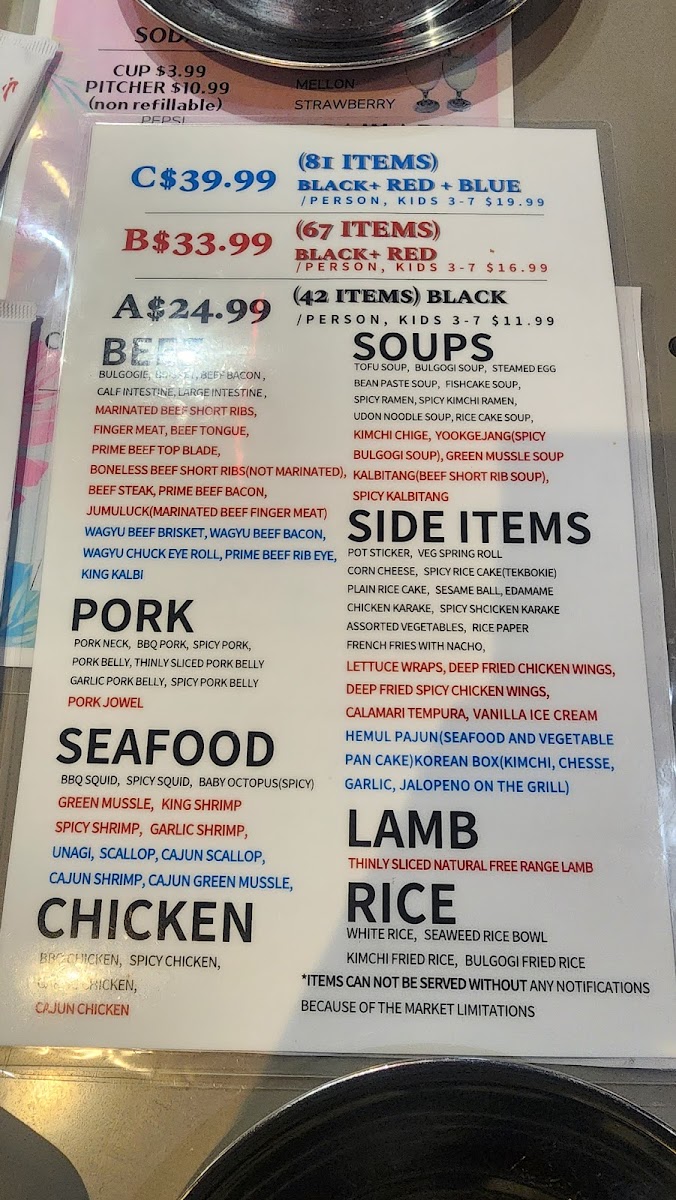 SOD
CUP $3.99
PITCHER $10.99
(non refillable)
PEPSI
MELLON
STRAWBERRY
C$39.99
(81 ITEMS)
BLACK+ RED + BLUE
/PERSON, KIDS 3-7 $19.99
B$33.99
(67 ITEMS)
BLACK+ RED
/PERSON, KIDS 3-7 $16.99
A$24.99
(42 ITEMS) BLACK
/PERSON, KIDS 3-7 $11.99
BEEF
BULGOGIE, BRISKET, BEEF BACON,
CALF INTESTINE, LARGE INTESTINE,
MARINATED BEEF SHORT RIBS,
FINGER MEAT, BEEF TONGUE,
PRIME BEEF TOP BLADE,
BONELESS BEEF SHORT RIBS(NOT MARINATED),
BEEF STEAK, PRIME BEEF BACON,
JUMULUCK(MARINATED BEEF FINGER MEAT)
WAGYU BEEF BRISKET, WAGYU BEEF BACON,
WAGYU CHUCK EYE ROLL, PRIME BEEF RIB EYE,
KING KALBI
PORK
PORK NECK, BBQ PORK, SPICY PORK,
PORK BELLY, THINLY SLICED PORK BELLY
GARLIC PORK BELLY, SPICY PORK BELLY
PORK JOWEL
SEAFOOD
BBQ SQUID, SPICY SQUID, BABY OCTOPUS(SPICY)
GREEN MUSSLE, KING SHRIMP
SPICY SHRIMP, GARLIC SHRIMP,
UNAGI, SCALLOP, CAJUN SCALLOP,
CAJUN SHRIMP, CAJUN GREEN MUSSLE,
CHICKEN
BBQ CHICKEN, SPICY CHICKEN,
CHICKEN,
CAJUN CHICKEN
SOUPS
TOFU SOUP, BULGOGI SOUP, STEAMED EGG
BEAN PASTE SOUP, FISHCAKE SOUP,
SPICY RAMEN, SPICY KIMCHI RAMEN,
UDON NOODLE SOUP, RICE CAKE SOUP,
KIMCHI CHIGE, YOOKGEJANG(SPICY
BULGOGI SOUP), GREEN MUSSLE SOUP
KALBITANG(BEEF SHORT RIB SOUP),
SPICY KALBITANG
SIDE ITEMS
POT STICKER, VEG SPRING ROLL
CORN CHEESE, SPICY RICE CAKE(TEKBOKIE)
PLAIN RICE CAKE, SESAME BALL, EDAMAME
CHICKEN KARAKE, SPICY SHCICKEN KARAKE
ASSORTED VEGETABLES, RICE PAPER
FRENCH FRIES WITH NACHO,
LETTUCE WRAPS, DEEP FRIED CHICKEN WINGS,
DEEP FRIED SPICY CHICKEN WINGS,
CALAMARI TEMPURA, VANILLA ICE CREAM
HEMUL PAJUN(SEAFOOD AND VEGETABLE
PAN CAKE)KOREAN BOX(KIMCHI, CHESSE,
GARLIC, JALOPENO ON THE GRILL)
LAMB
THINLY SLICED NATURAL FREE RANGE LAMB
RICE
WHITE RICE, SEAWEED RICE BOWL
KIMCHI FRIED RICE, BULGOGI FRIED RICE
*ITEMS CAN NOT BE SERVED WITHOUT ANY NOTIFICATIONS
BECAUSE OF THE MARKET LIMITATIONS